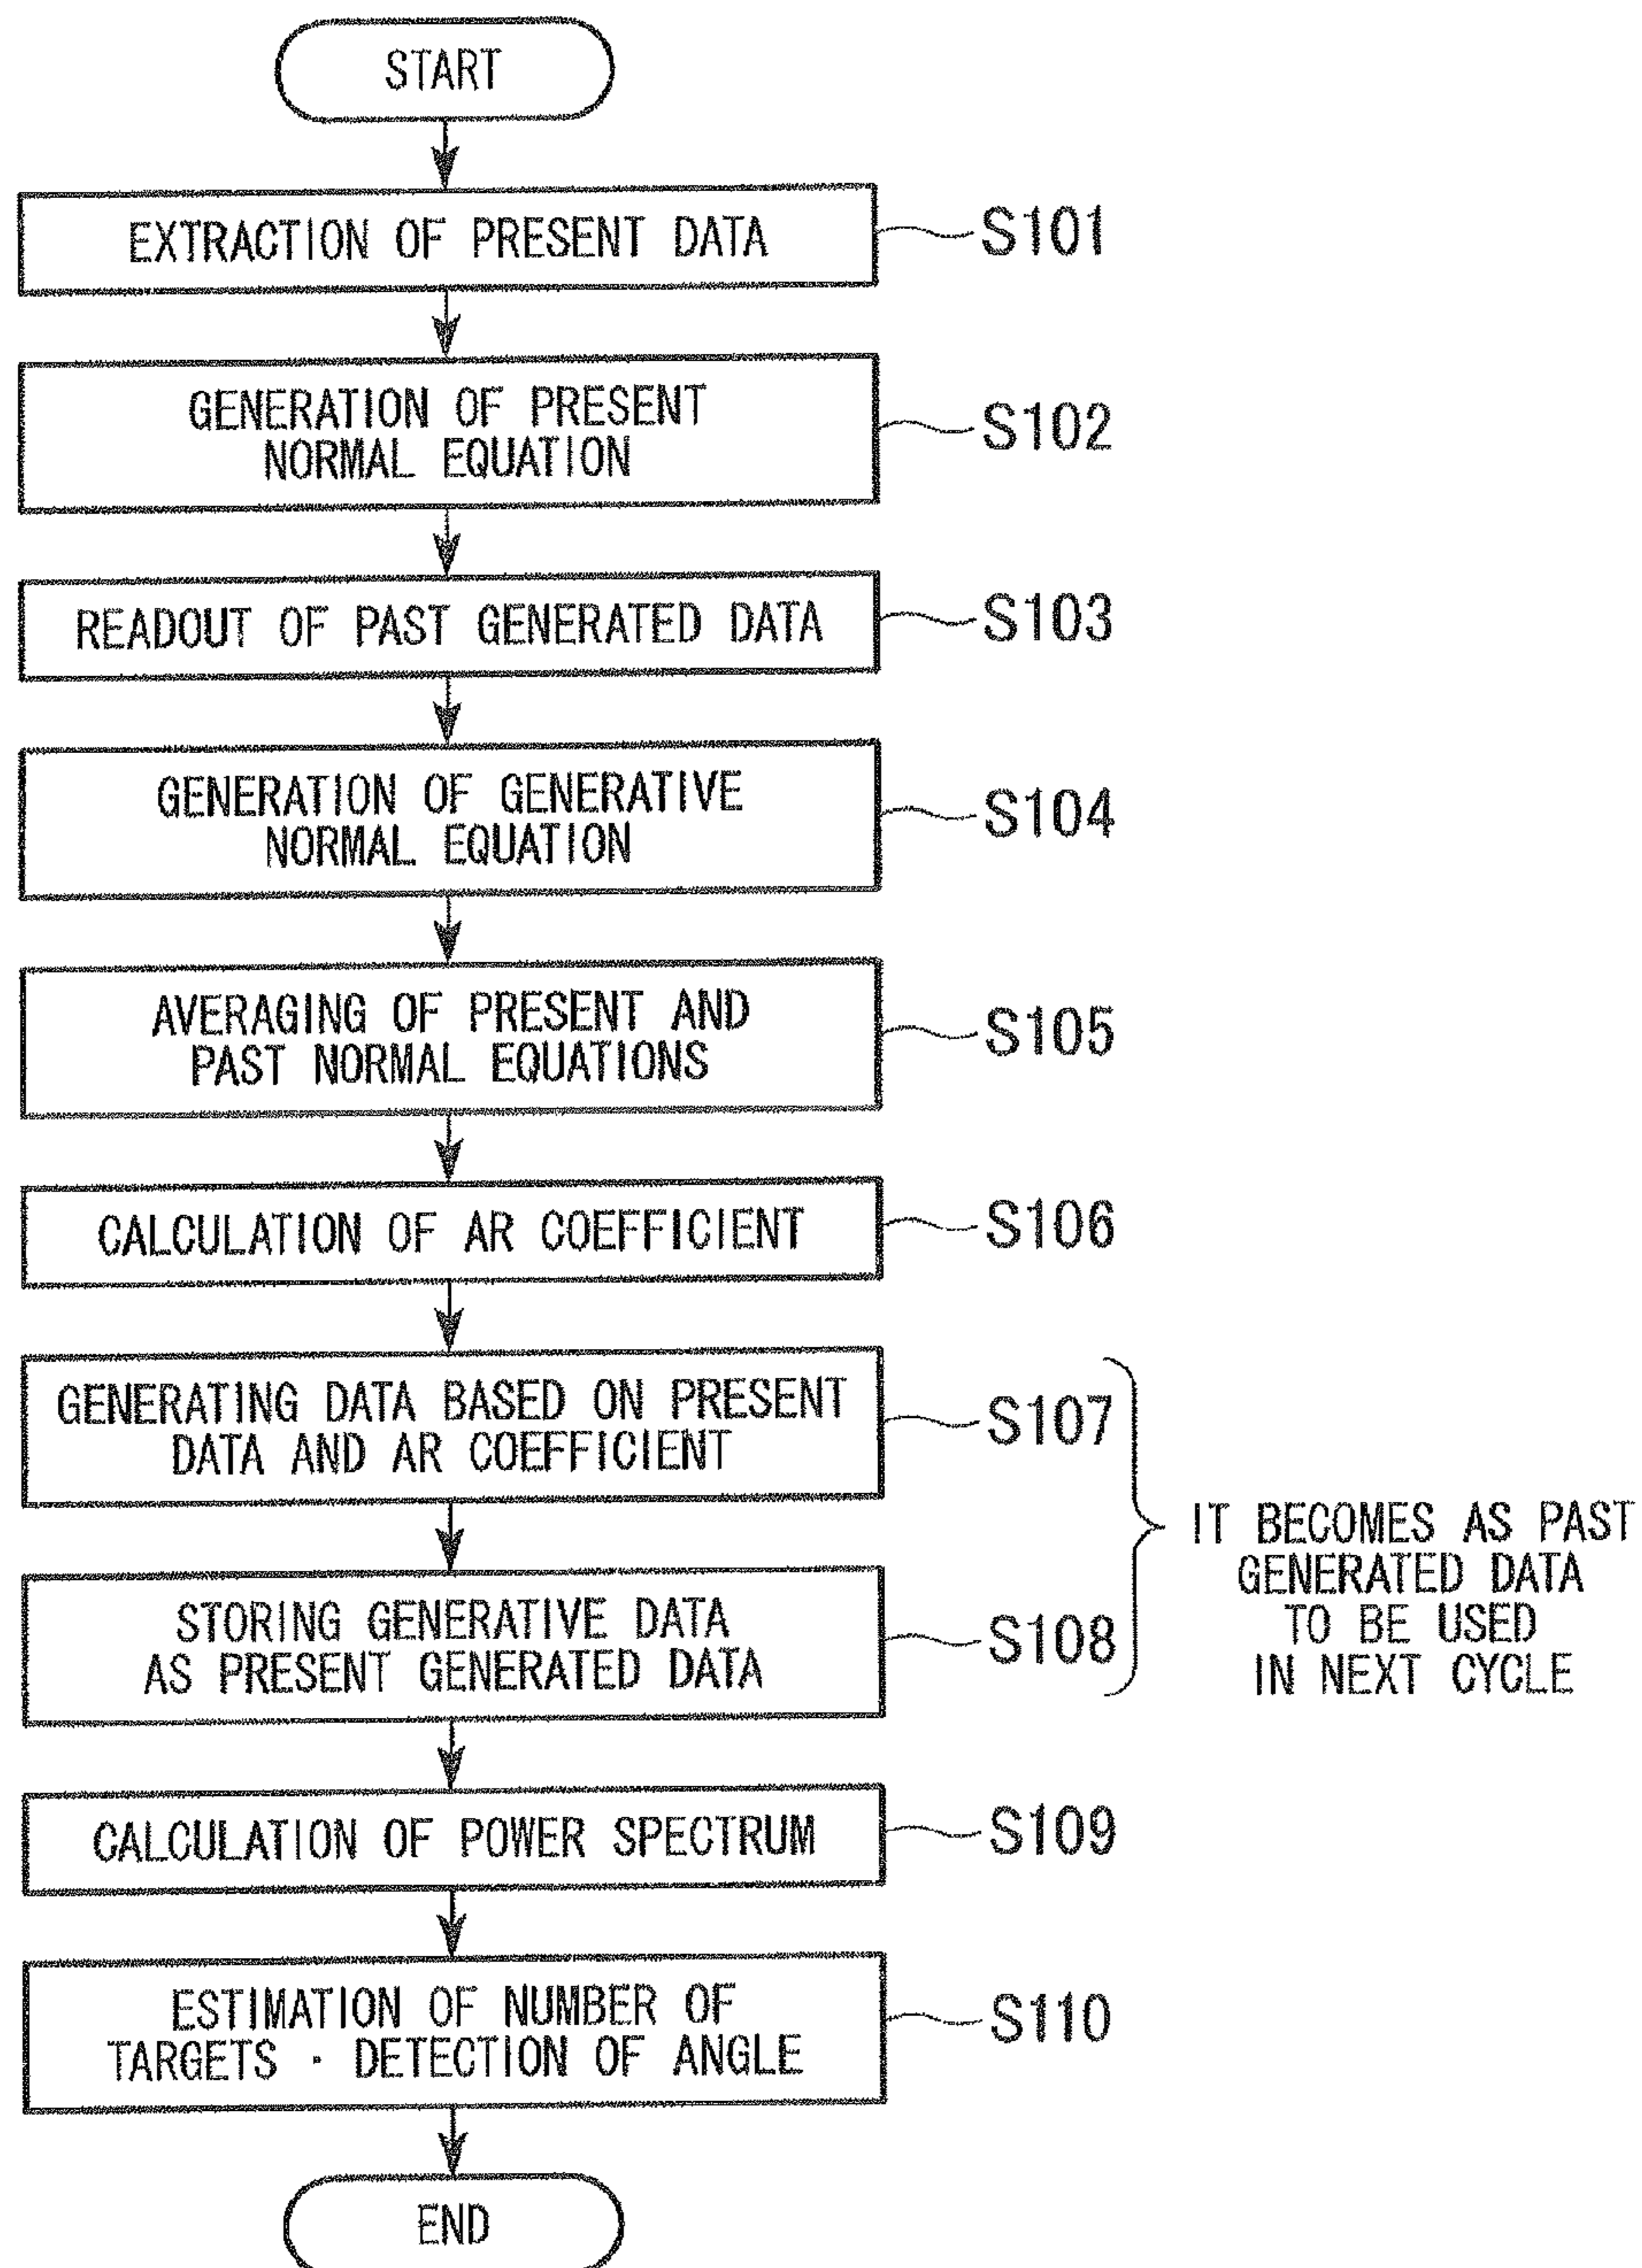 START
EXTRACTION OF PRESENT DATA
S101
GENERATION OF PRESENT
NORMAL EQUATION
S102
READOUT OF PAST GENERATED DATA
S103
GENERATION OF GENERATIVE
NORMAL EQUATION
S104
AVERAGING OF PRESENT AND
PAST NORMAL EQUATIONS
S105
CALCULATION OF AR COEFFICIENT
S106
GENERATING DATA BASED ON PRESENT
DATA AND AR COEFFICIENT
S107
STORING GENERATIVE DATA
AS PRESENT GENERATED DATA
S108
IT BECOMES AS PAST
GENERATED DATA
TO BE USED
IN NEXT CYCLE
CALCULATION OF POWER SPECTRUM
S109
ESTIMATION OF NUMBER OF
TARGETS · DETECTION OF ANGLE
S110
END